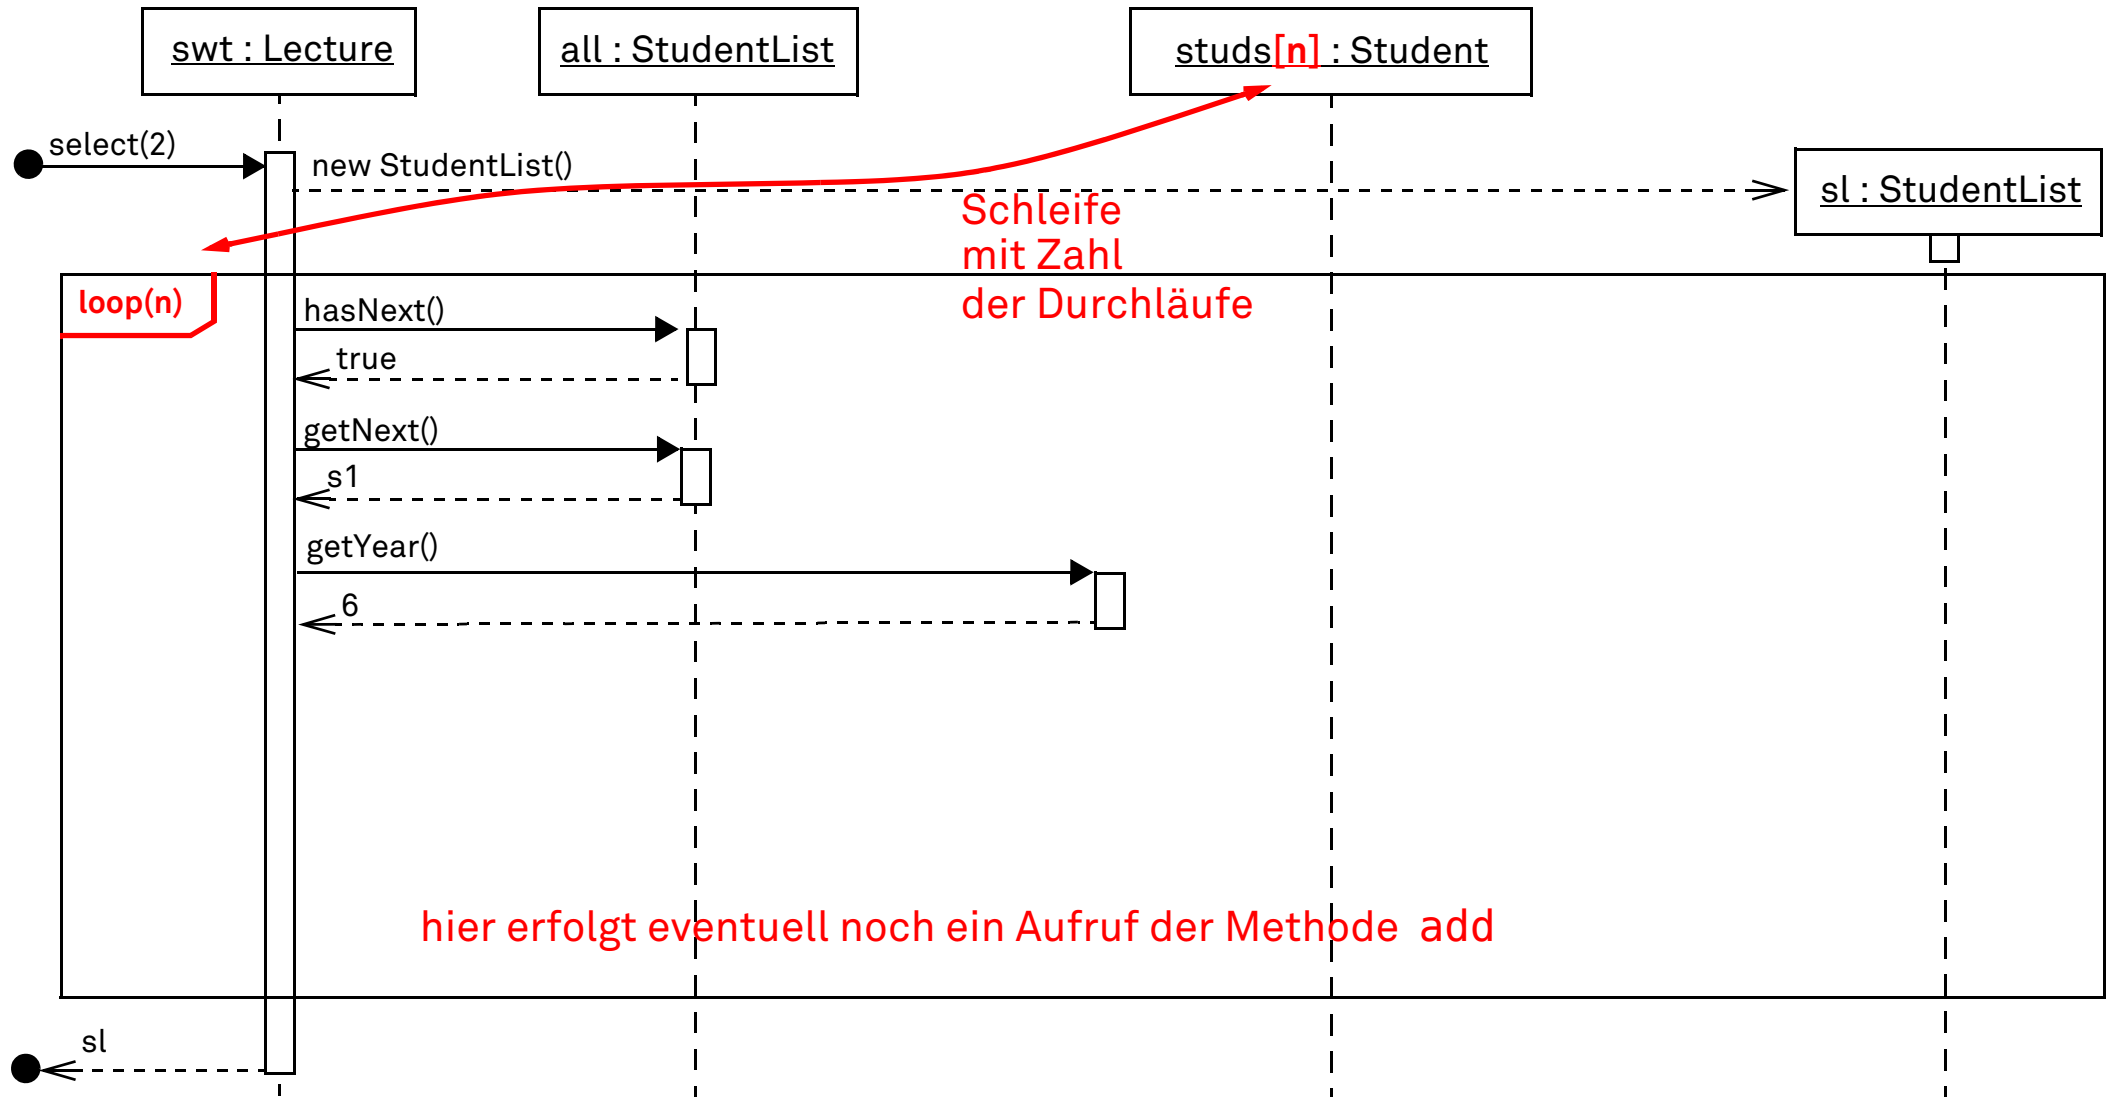 swt : Lecture
all : StudentList
studs[n] : Student
select(2)
new StudentList()
sl : StudentList
Schleife
mit Zahl
der Durchläufe
loop(n)
hasNext()
true
getNext()
s1
getYear()
6
hier erfolgt eventuell noch ein Aufruf der Methode add
sl